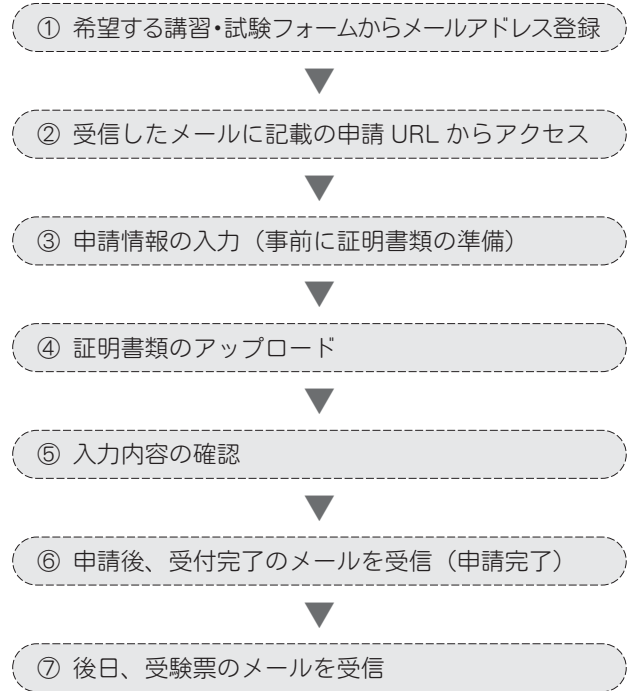 ① 希望する講習・試験フォームからメールアドレス登録
② 受信したメールに記載の申請 URL からアクセス
③ 申請情報の入力（事前に証明書類の準備）
④ 証明書類のアップロード
⑤ 入力内容の確認
⑥ 申請後、受付完了のメールを受信（申請完了）
⑦ 後日、受験票のメールを受信